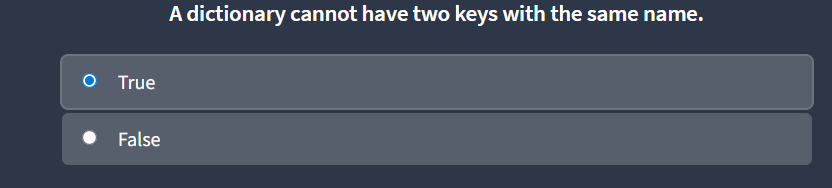 A dictionary cannot have two keys with the same name.
True
False